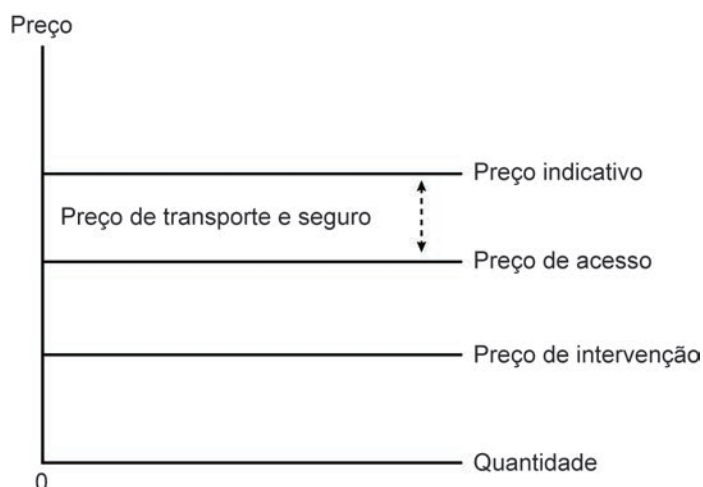 Preço
Preço indicativo
Preço de transporte e seguro
Preço de acesso
Preço de intervenção
Quantidade
0